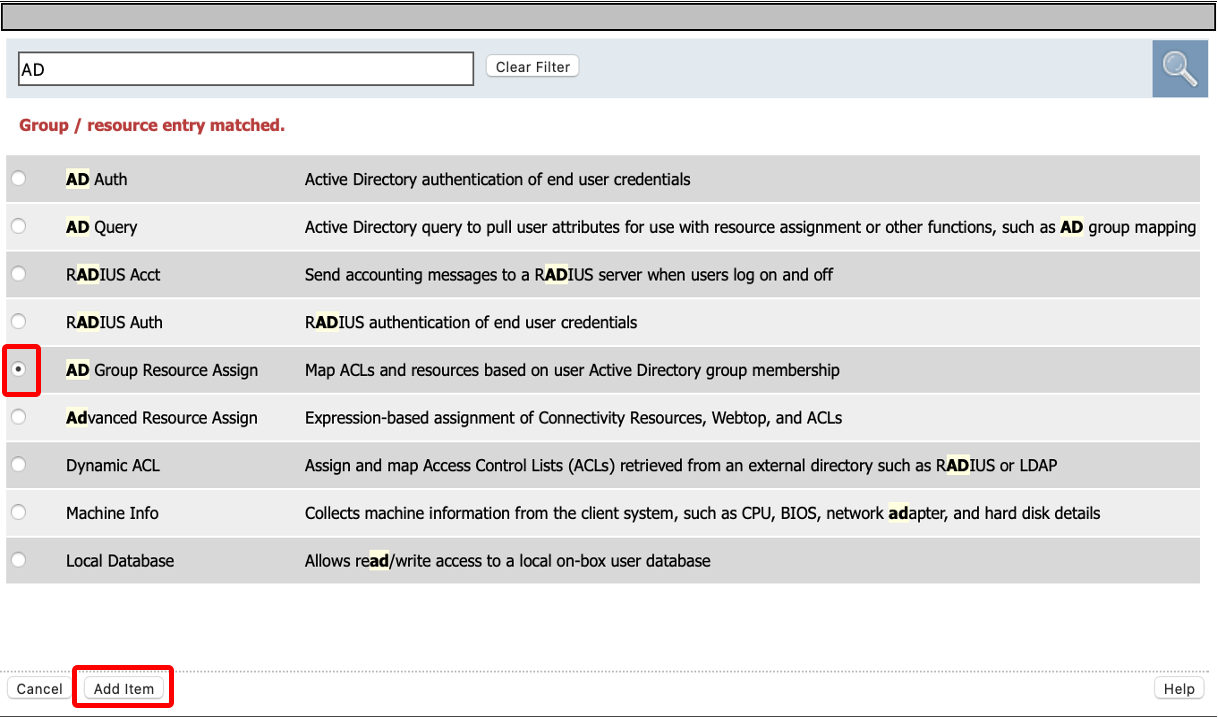 AD
Clear Filter
Group / resource entry matched.
AD Auth Active Directory authentication of end user credentials
AD Query Active Directory query to pull user attributes for use with resource assignment or other functions, such as AD group mapping
RADIUS Acct Send accounting messages to a RADIUS server when users log on and off
RADIUS Auth RADIUS authentication of end user credentials
AD Group Resource Assign Map ACLs and resources based on user Active Directory group membership
Advanced Resource Assign Expression-based assignment of Connectivity Resources, Webtop, and ACLs
Dynamic ACL Assign and map Access Control Lists (ACLs) retrieved from an external directory such as RADIUS or LDAP
Machine Info Collects machine information from the client system, such as CPU, BIOS, network adapter, and hard disk details
Local Database Allows read/write access to a local on-box user database
Cancel Add Item Help